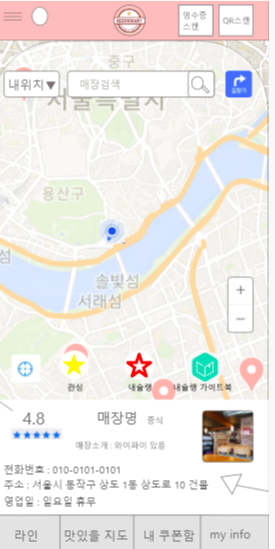 RESTAURANT
영수증
스캔
QR스캔
중구
내위치▼
매장검색
길찾기
서울특별시
용산구
섬
솔빛섬
서래섬
+
−
관심
내슐랭
내슐랭 가이드북
4.8
매장명 중식
매장소개 : 와이파이 있음
전화번호 : 010-0101-0101
주소 : 서울시 동작구 상도 1동 상도로 10 건물
영업일 : 일요일 휴무
라인
맛있을 지도
내 쿠폰함
my info